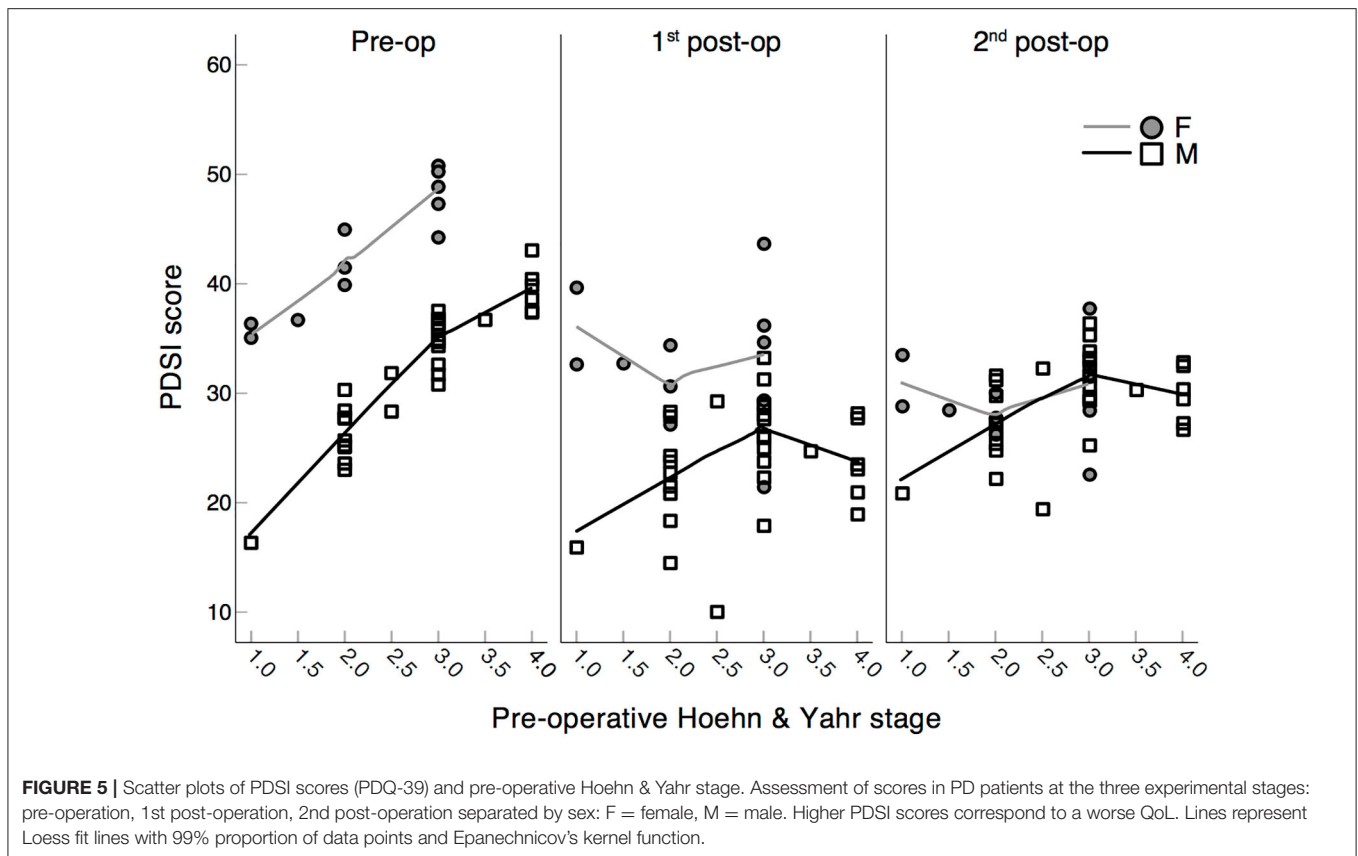 Pre-op
1st post-op
2nd post-op
60
50
40
30
20
10
PDSI score
F
M
1.0 1.5 2.0 2.5 3.0 3.5 4.0
1.0 1.5 2.0 2.5 3.0 3.5 4.0
1.0 1.5 2.0 2.5 3.0 3.5 4.0
Pre-operative Hoehn & Yahr stage
FIGURE 5 | Scatter plots of PDSI scores (PDQ-39) and pre-operative Hoehn & Yahr stage. Assessment of scores in PD patients at the three experimental stages:
pre-operation, 1st post-operation, 2nd post-operation separated by sex: F = female, M = male. Higher PDSI scores correspond to a worse QoL. Lines represent
Loess fit lines with 99% proportion of data points and Epanechnicov's kernel function.